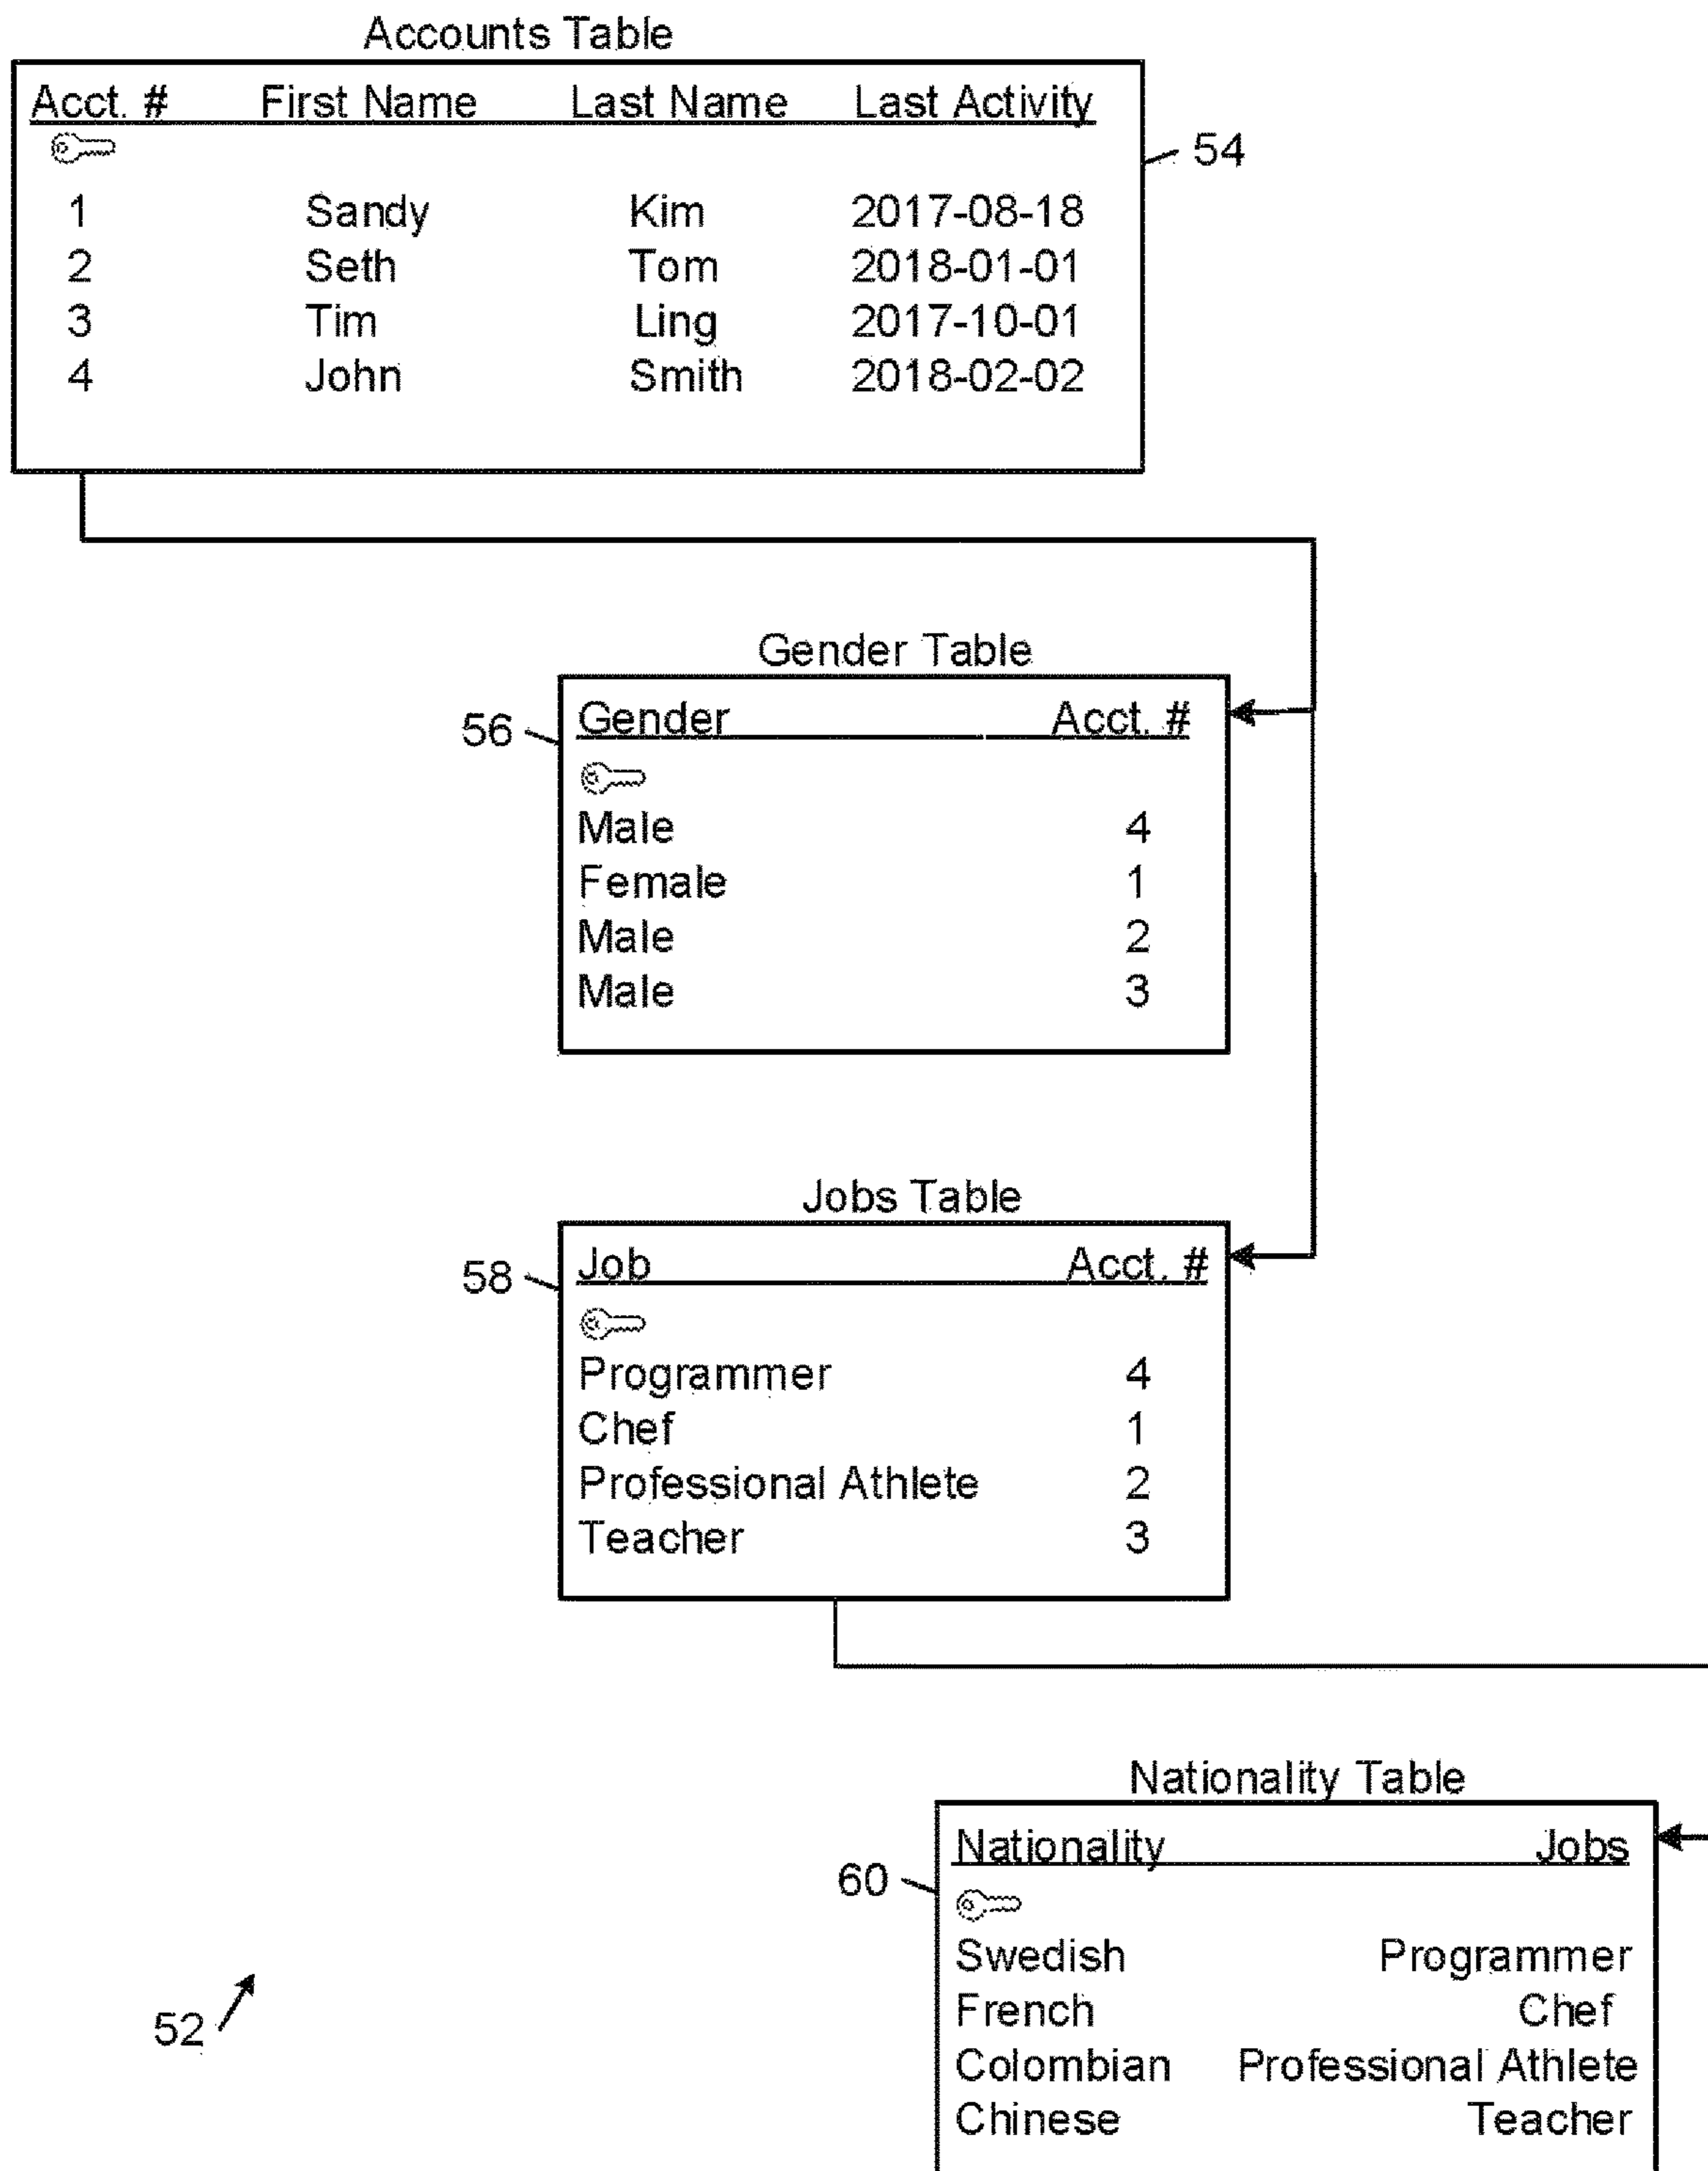 Accounts Table
Acct. # First Name Last Name Last Activity
54
1 Sandy Kim 2017-08-18
2 Seth Tom 2018-01-01
3 Tim Ling 2017-10-01
4 John Smith 2018-02-02
Gender Table
56 Gender Acct. #
Male 4
Female 1
Male 2
Male 3
Jobs Table
58 Job Acct. #
Programmer 4
Chef 1
Professional Athlete 2
Teacher 3
Nationality Table
Nationality Jobs
60
Swedish Programmer
French Chef
52
Colombian Professional Athlete
Chinese Teacher